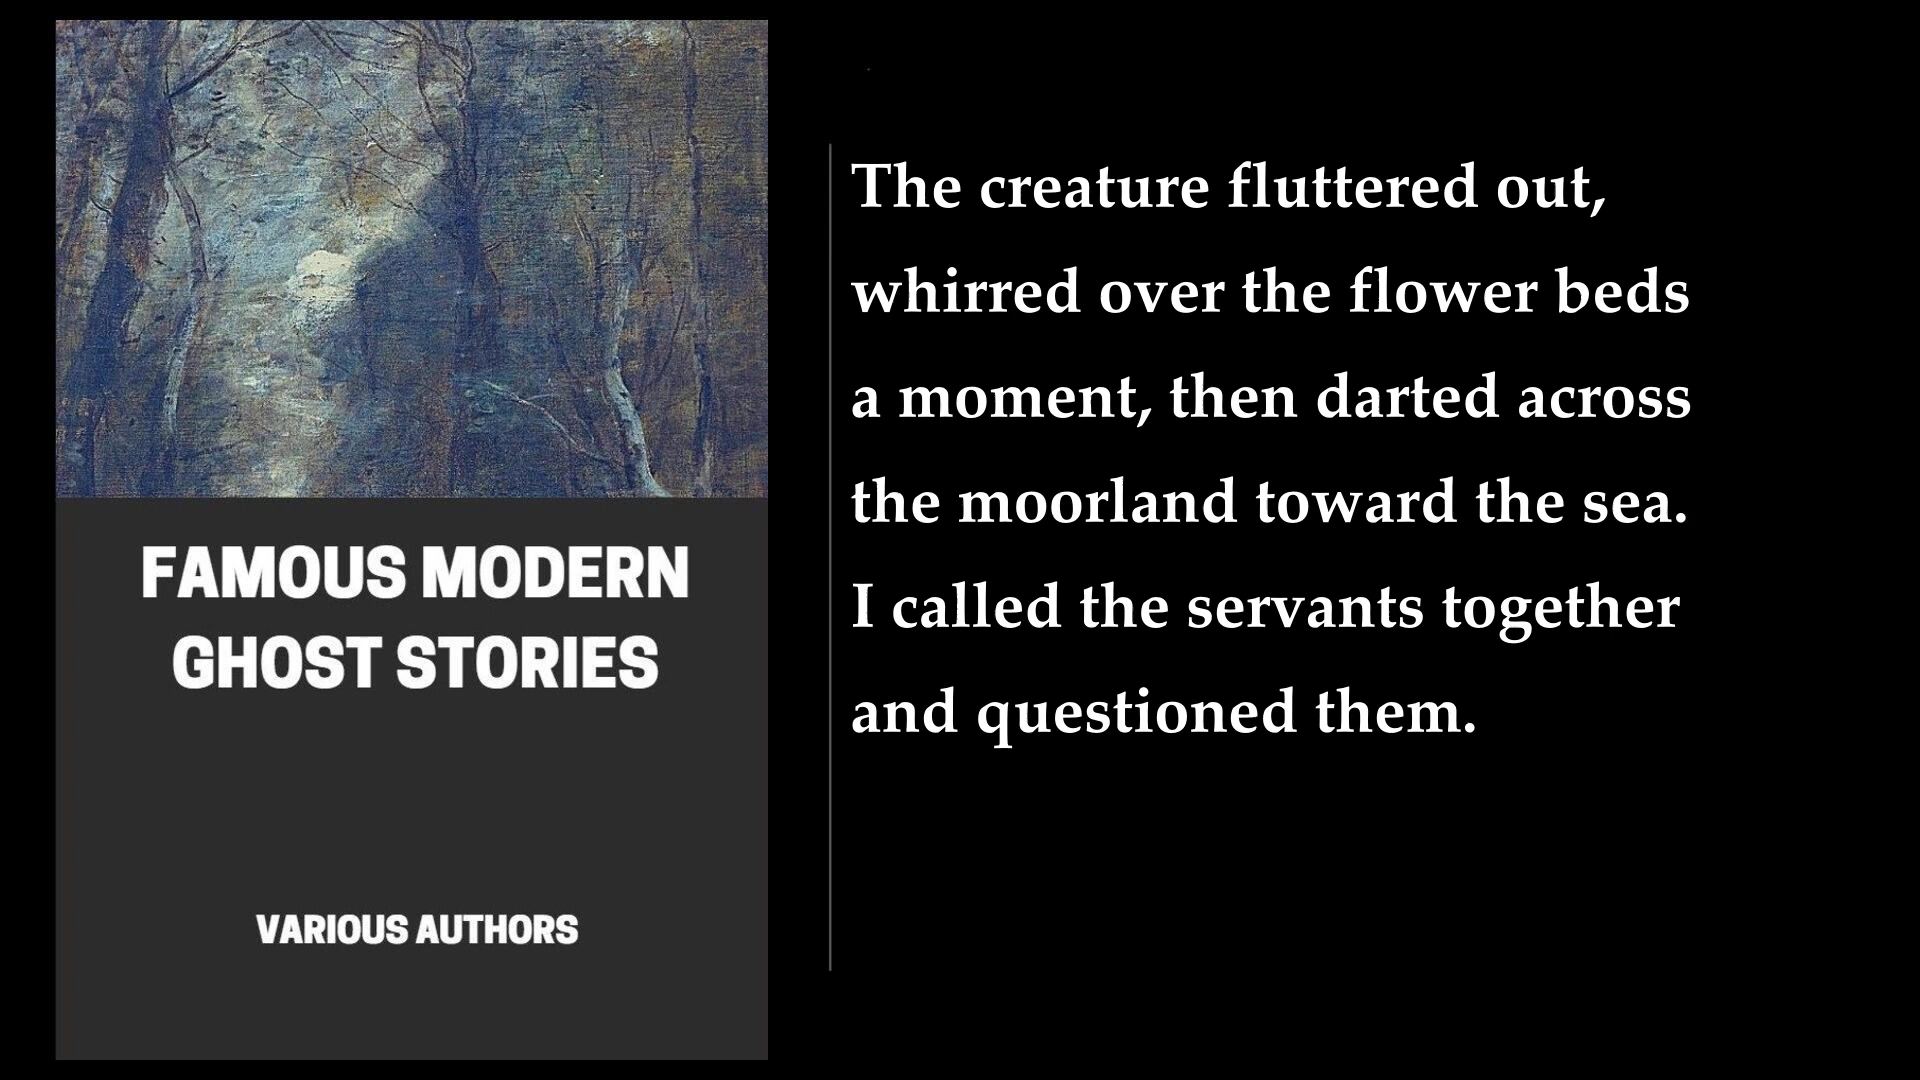 FAMOUS MODERN
GHOST STORIES
VARIOUS AUTHORS
The creature fluttered out,
whirred over the flower beds
a moment, then darted across
the moorland toward the sea.
I called the servants together
and questioned them.